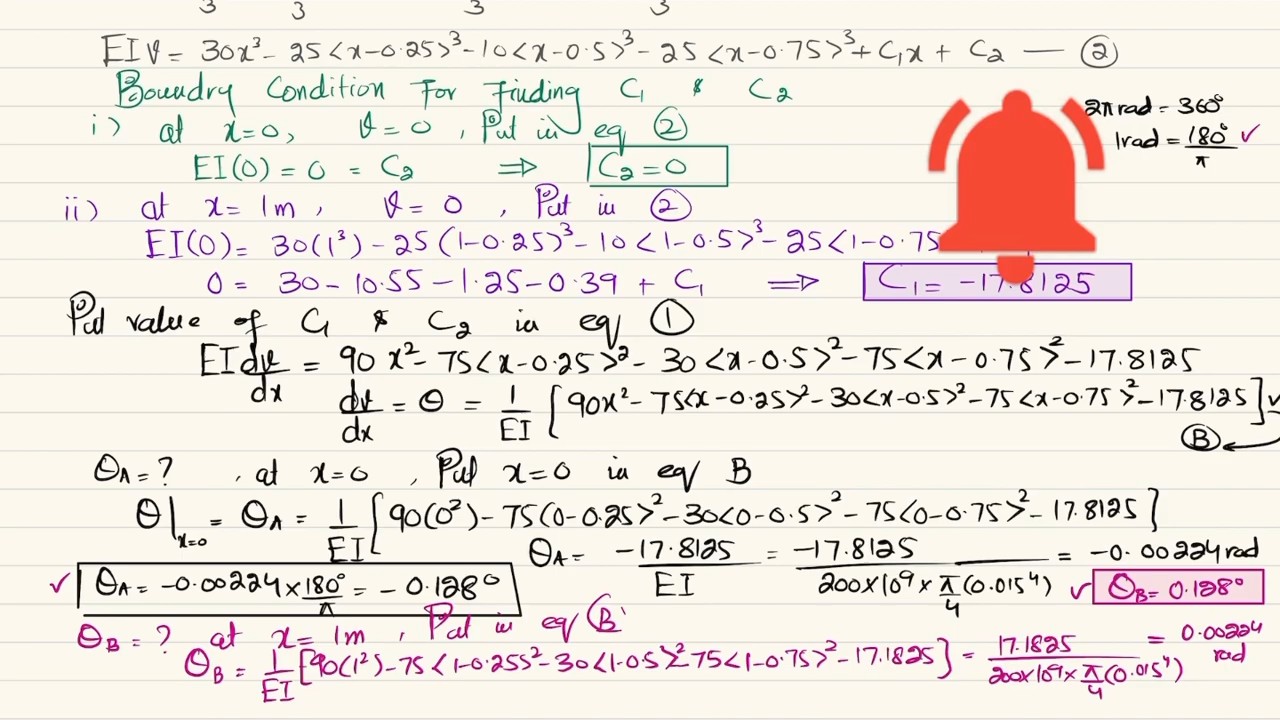 3 3 3 3
EIv = 30x³ - 25<x-0.25>³ - 10<x-0.5>³ - 25<x-0.75>³ + C₁x + C₂ — ②
Boundry Condition For Finding C₁ & C₂
i) at x=0, v=0, Put in eq ②
EI(0) = 0 = C₂ ⇒ C₂=0
ii) at x= 1m, v=0, Put in ②
EI(0)= 30(1³) - 25(1-0.25>³ - 10<1-0.5>³ - 25<1-0.75
0= 30 - 10.55 - 1.25 - 0.39 + C₁ ⇒ C₁= -17.8125
2π rad = 360°
1 rad = 180°/π ✓
Put value of C₁ & C₂ in eq ①
EI dv/dx = 90x² - 75<x-0.25>² - 30<x-0.5>² - 75<x-0.75>² - 17.8125
dv/dx = θ = 1/EI [90x² - 75<x-0.25>² - 30<x-0.5>² - 75<x-0.75>² - 17.8125] ✓
Ⓑ ←
θA = ?, at x=0, Put x=0 in eq B
θ|x=0 = θA = 1/EI [90(0²) - 75(0-0.25>² - 30<0-0.5>² - 75<0-0.75>² - 17.8125]
θA = -17.8125/EI = -17.8125/200×10⁹×π/4(0.015⁴) = -0.00224 rad
✓ θA = -0.00224×180°/π = -0.128°
✓ θB = 0.128°
θB = ? at x= 1m, Put in eq Ⓑ
θB = 1/EI [90(1²) - 75<1-0.25>² - 30<1-0.5>² - 75<1-0.75>² - 17.1825] = 17.1825/200×10⁹×π/4(0.015⁴) = 0.00224 rad